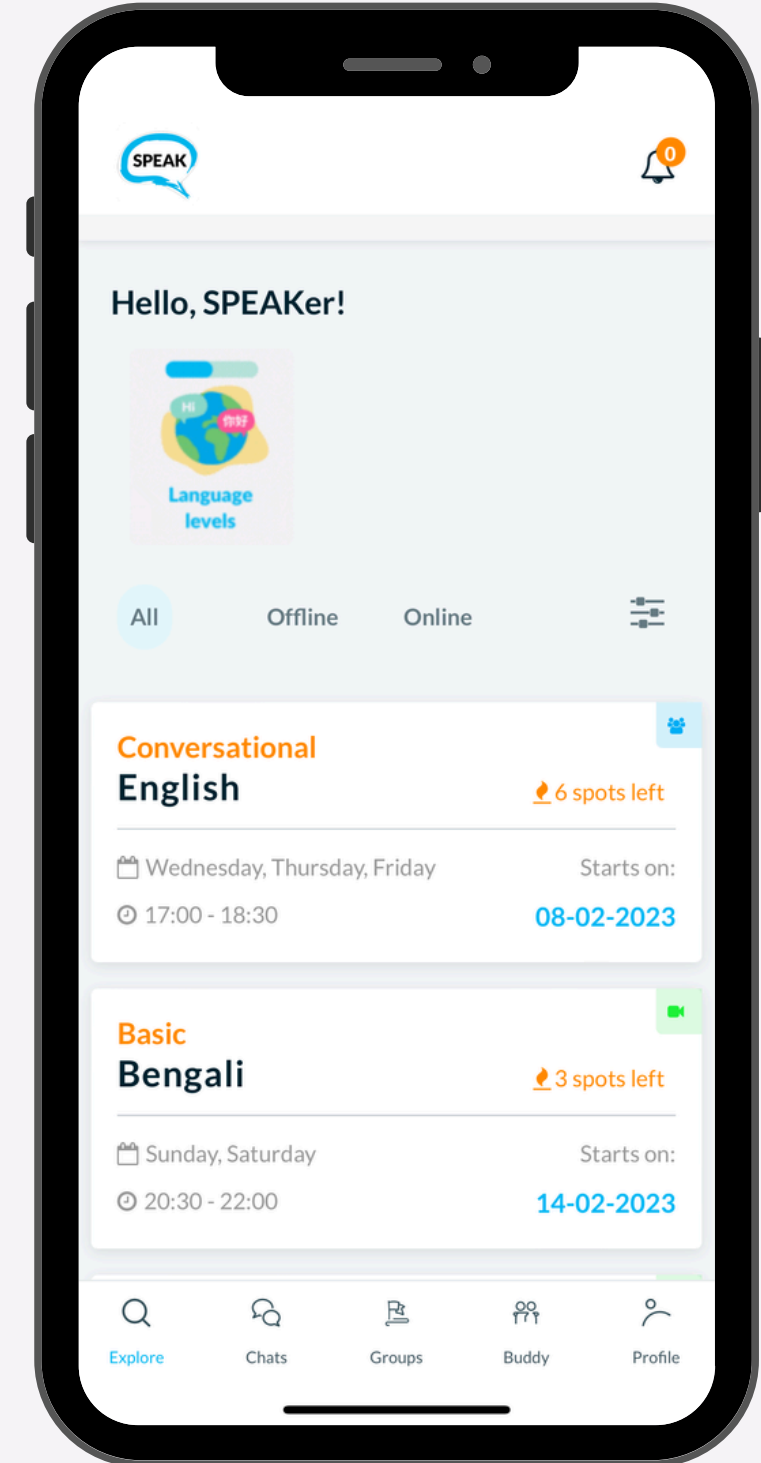 SPEAK
0
Hello, SPEAKer!
Hi
你好
Language
levels
All Offline Online
Conversational
English
6 spots left
Wednesday, Thursday, Friday
Starts on:
17:00 - 18:30
08-02-2023
Basic
Bengali
3 spots left
Sunday, Saturday
Starts on:
20:30 - 22:00
14-02-2023
Explore Chats Groups Buddy Profile